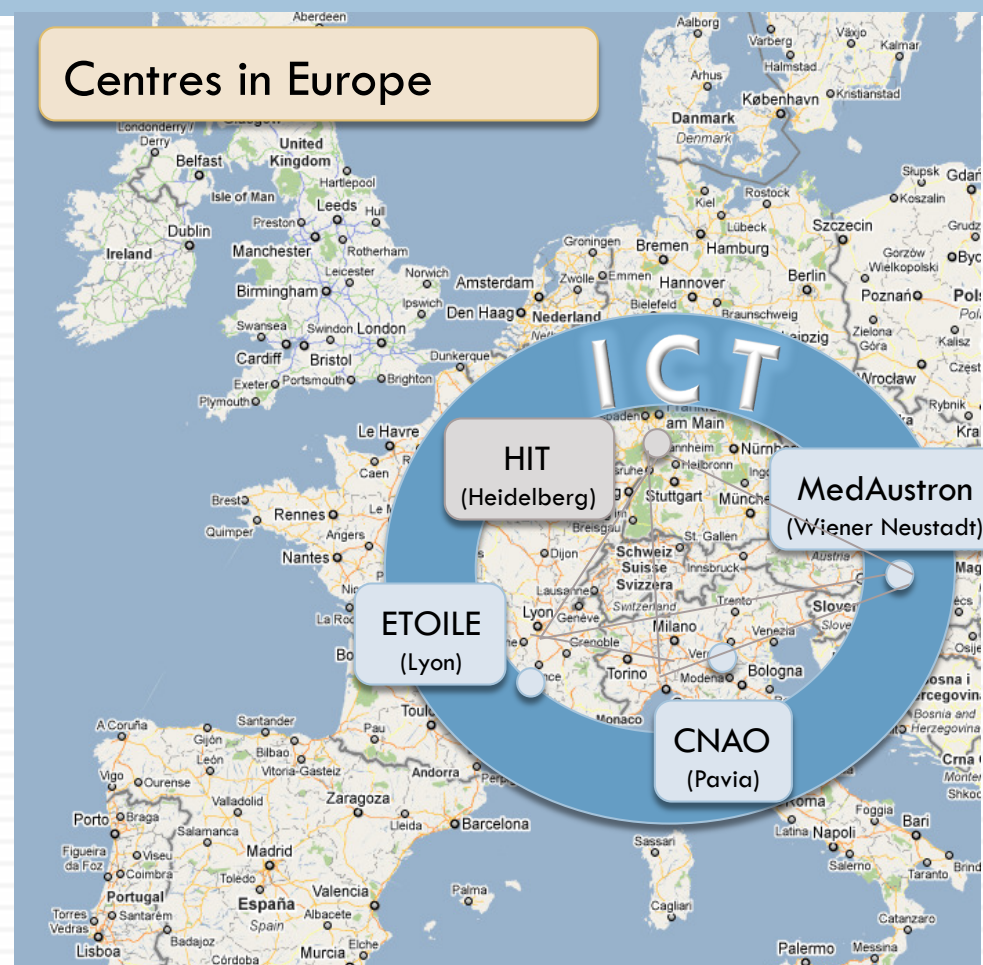 Centres in Europe
Aberdeen
Aalborg
Varberg
Växjo
Kalmar
Halmstad
Arhus
København
Kristianstad
Danmark
Denmark
Londonderry /
Derry
Belfast
United
Kingdom
Isle of Man
Hartlepool
Preston
Leeds
Hull
Dublin
Ireland
Manchester
Rotherham
Leicester
Norwich
Birmingham
Ipswich
Swansea
Swindon
London
Cardiff
Bristol
Exeter
Portsmouth
Brighton
Plymouth
Dunkerque
Kiel
Rostock
Lübeck
Słupsk
Koszalin
Szczecin
Groningen
Bremen
Hamburg
Gorzów
Wielkopolski
Amsterdam
Zwolle
Emmen
Hannover
Berlin
Poznań
Den Haag
Nederland
Bielefeld
Braunschweig
Zielona
Góra
Kalisz
Wrocław
Rybnik
ICT
am Main
HIT
(Heidelberg)
Heilbronn
Stuttgart
MedAustron
(Wiener Neustadt)
Le Havre
Caen
Brest
Rennes
Quimper
Angers
Nantes
Breisgau
St. Gallen
Dijon
Schweiz
Suisse
Svizzera
Switzerland
Innsbruck
Austria
Lausanne
Genève
Lyon
Trento
ETOILE
(Lyon)
Grenoble
Milano
Venezia
Torino
Modena
Bologna
Monaco
CNAO
(Pavia)
Bosnia and
Herzegovina
A Coruña
Santander
Gijón
Bilbao
León
Vitoria-Gasteiz
Pau
Andorra
Vigo
Ourense
Valladolid
Zaragoza
Lleida
Barcelona
Porto
Braga
Salamanca
Figueira
da Foz
Viseu
Coimbra
Madrid
Toledo
Portugal
España
Spain
Valencia
Palma
Torres
Vedras
Santarém
Albacete
Badajoz
Lisboa
Córdoba
Murcia
Elche
Sassari
Cagliari
Roma
Latina
Napoli
Foggia
Bari
Salerno
Taranto
Catanzaro
Palermo
Messina